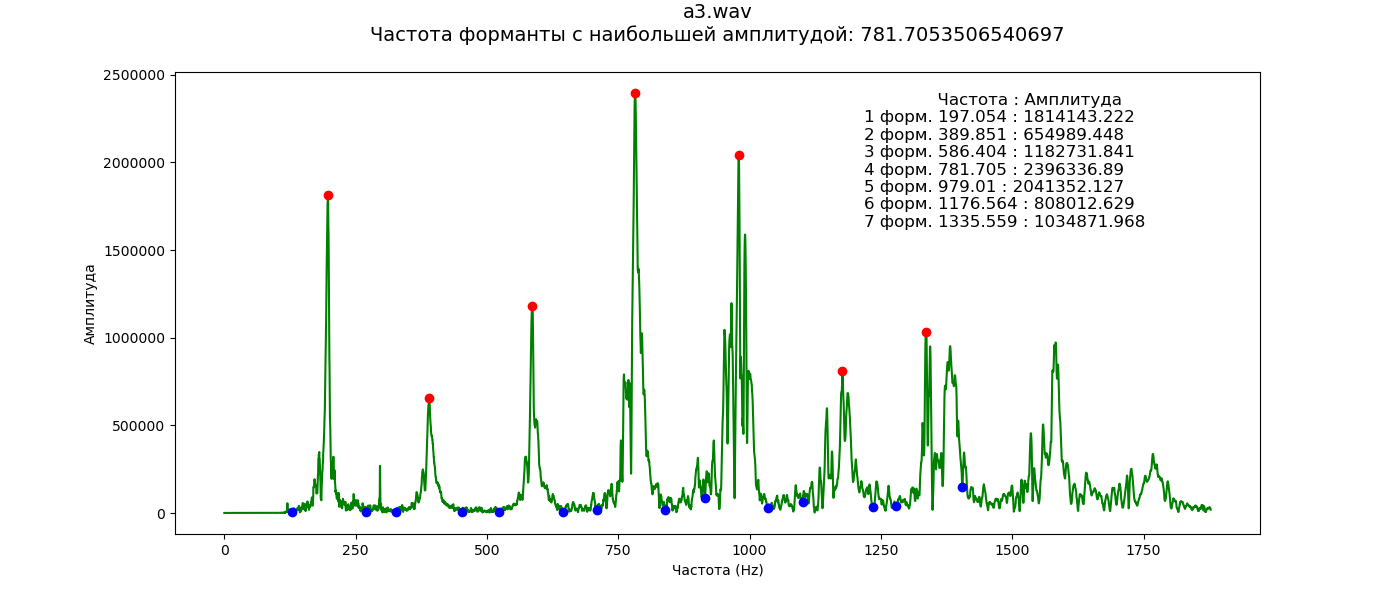 a3.wav
Частота форманты с наибольшей амплитудой: 781.7053506540697
2500000
2000000
1500000
1000000
500000
0
Амплитуда
Частота : Амплитуда
1 форм. 197.054 : 1814143.222
2 форм. 389.851 : 654989.448
3 форм. 586.404 : 1182731.841
4 форм. 781.705 : 2396336.89
5 форм. 979.01 : 2041352.127
6 форм. 1176.564 : 808012.629
7 форм. 1335.559 : 1034871.968
0 250 500 750 1000 1250 1500 1750
Частота (Hz)